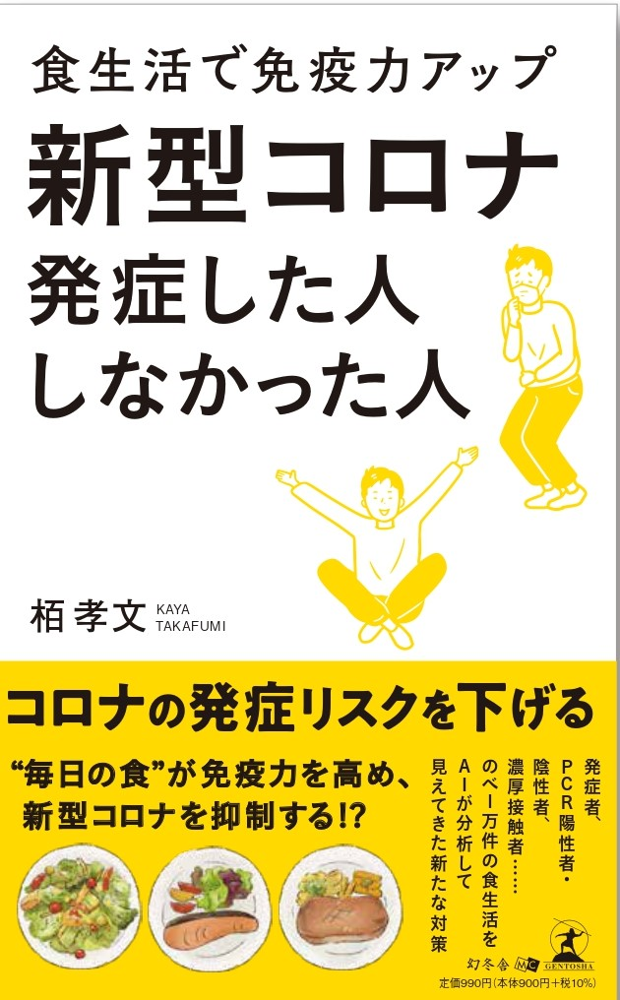 食生活で免疫力アップ
新型コロナ
発症した人
しなかった人
栢 孝文
KAYA
TAKAFUMI
コロナの発症リスクを下げる
“毎日の食”が免疫力を高め、
新型コロナを抑制する!?
発症者、
PCR陽性者・
陰性者、
濃厚接触者……
のべ一万件の食生活を
AIが分析して
見えてきた新たな対策
幻冬舎 MC
GENTOSHA
定価990円(本体900円＋税10%)